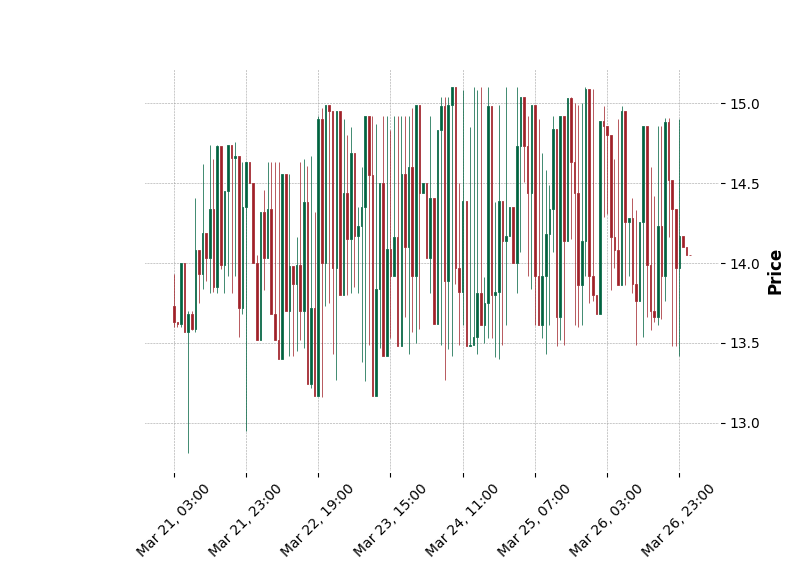 15.0
14.5
14.0
13.5
13.0
Price
Mar 21, 03:00
Mar 21, 23:00
Mar 22, 19:00
Mar 23, 15:00
Mar 24, 11:00
Mar 25, 07:00
Mar 26, 03:00
Mar 26, 23:00